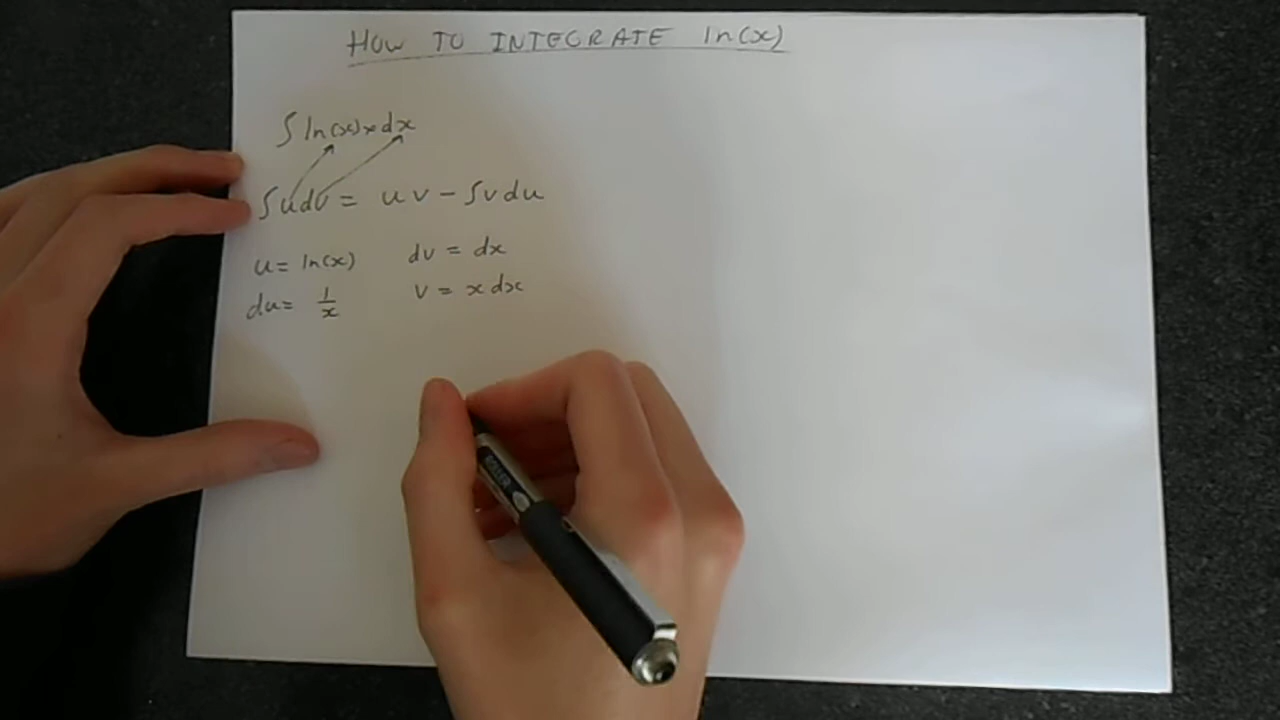 HOW TO INTEGRATE ln(x)
∫ln(x)×dx
∫udv = uv - ∫vdu
u= ln(x) dv = dx
du= 1/x v = x dx